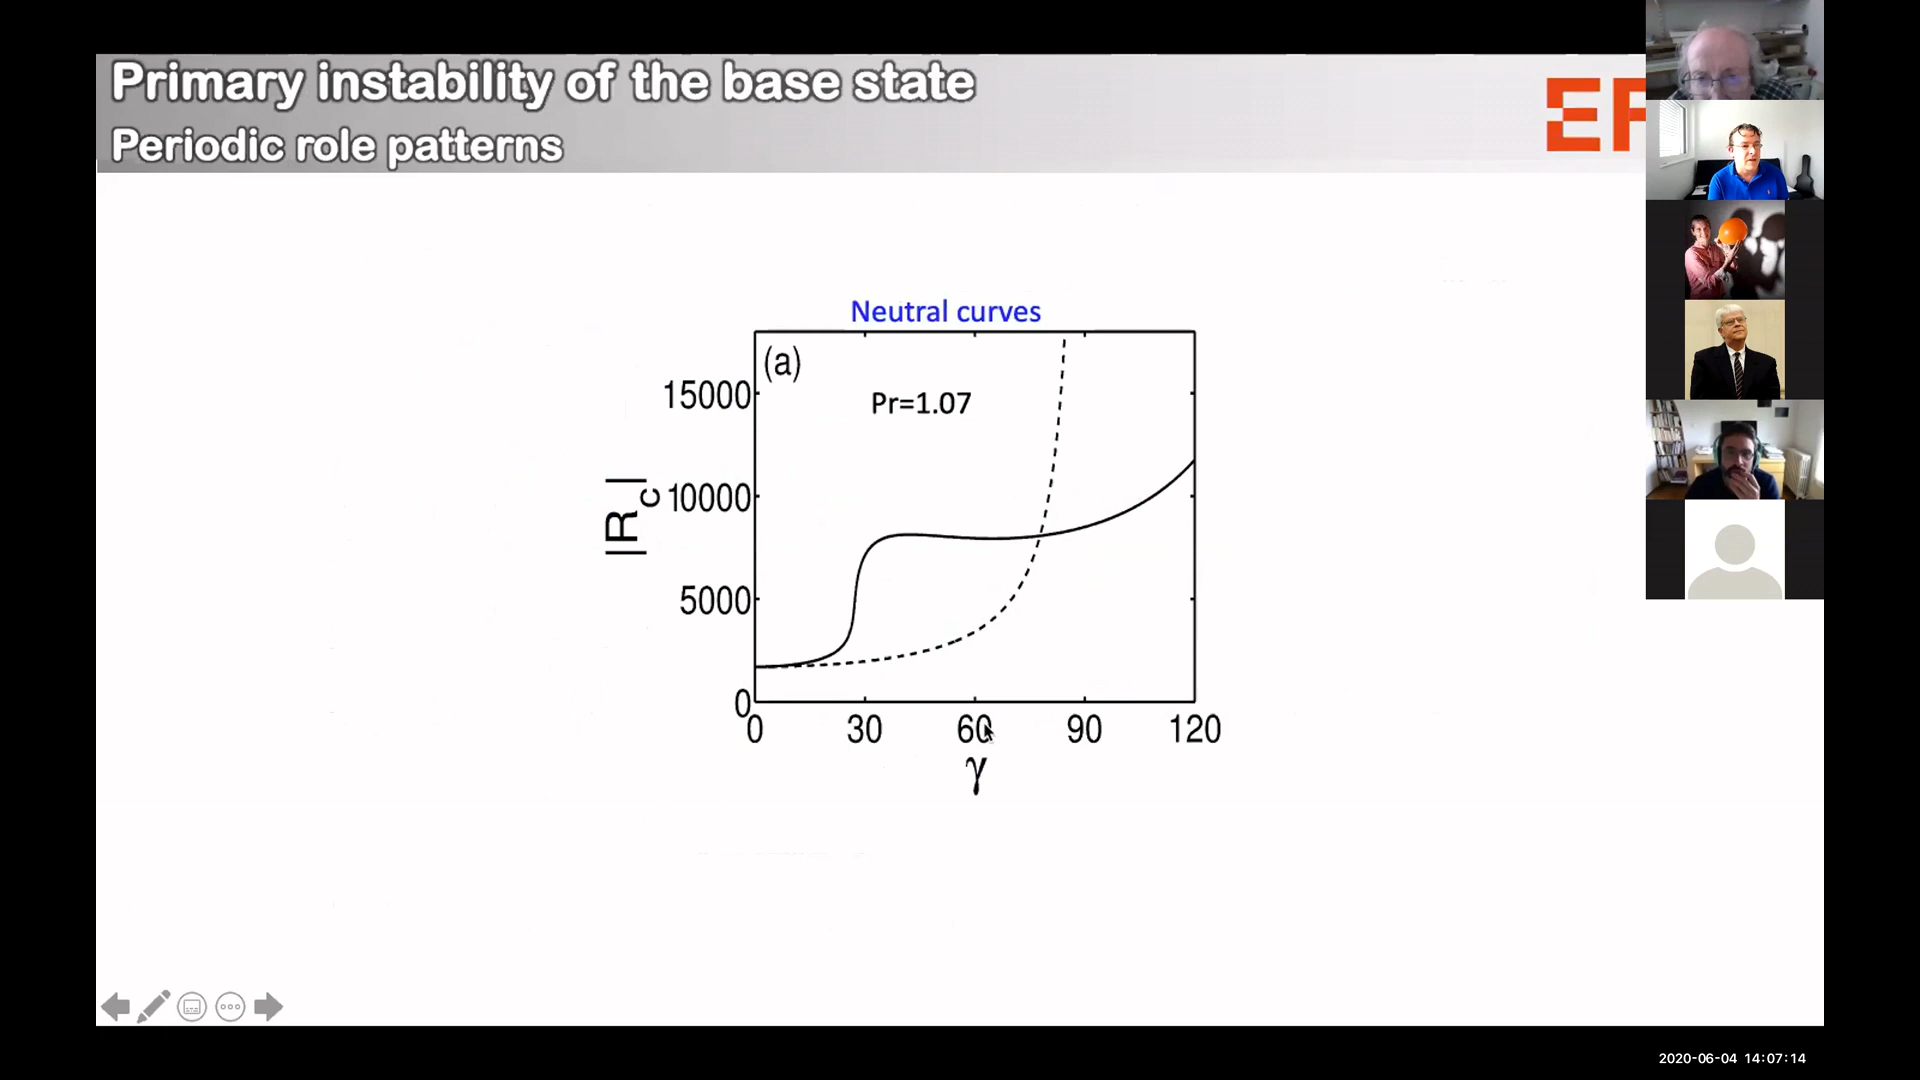 Primary instability of the base state
Periodic role patterns
Neutral curves
(a)
Pr=1.07
15000
10000
5000
0
|R_c|
0 30 60 90 120
γ
2020-06-04 14:07:14